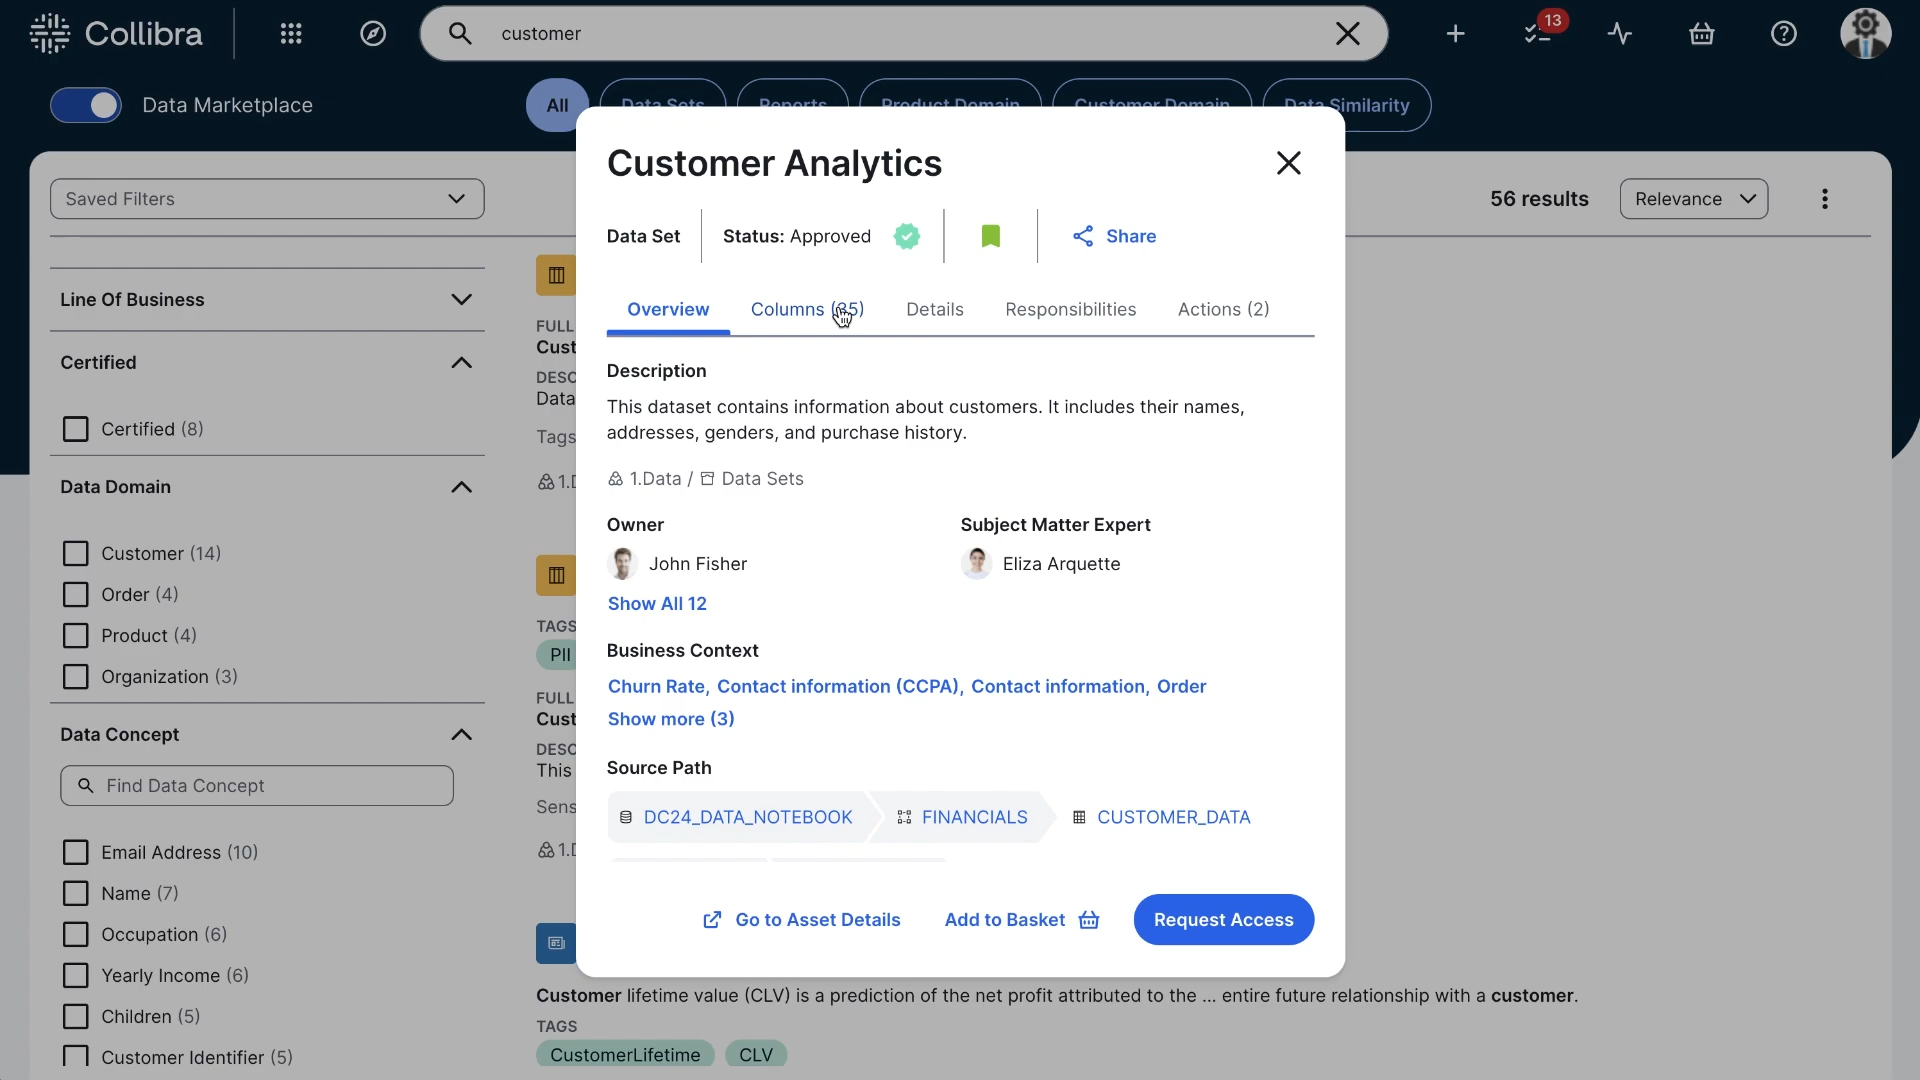 Collibra
customer
13
Data Marketplace
All
Data Sets
Reports
Product Domain
Customer Domain
Data Similarity
Saved Filters
56 results
Relevance
Line Of Business
Certified
Certified (8)
Data Domain
Customer (14)
Order (4)
Product (4)
Organization (3)
Data Concept
Find Data Concept
Email Address (10)
Name (7)
Occupation (6)
Yearly Income (6)
Children (5)
Customer Identifier (5)
FULL
Cust
DESC
Data
Tags
TAGS
PII
FULL
Cust
DESC
This
Sens
Customer Analytics
Data Set
Status: Approved
Share
Overview
Columns (35)
Details
Responsibilities
Actions (2)
Description
This dataset contains information about customers. It includes their names,
addresses, genders, and purchase history.
1.Data / Data Sets
Owner
Subject Matter Expert
John Fisher
Eliza Arquette
Show All 12
Business Context
Churn Rate, Contact information (CCPA), Contact information, Order
Show more (3)
Source Path
DC24_DATA_NOTEBOOK
FINANCIALS
CUSTOMER_DATA
Go to Asset Details
Add to Basket
Request Access
Customer lifetime value (CLV) is a prediction of the net profit attributed to the ... entire future relationship with a customer.
TAGS
CustomerLifetime
CLV